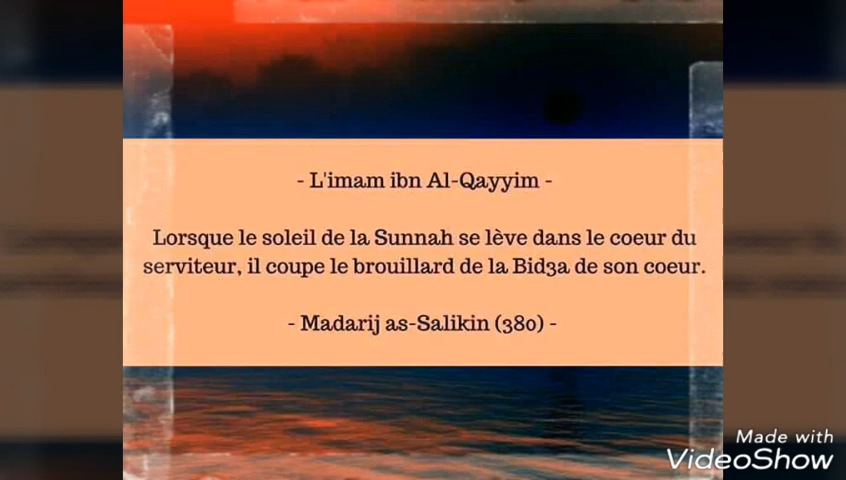 - L'imam ibn Al-Qayyim -
Lorsque le soleil de la Sunnah se lève dans le coeur du
serviteur, il coupe le brouillard de la Bid3a de son coeur.
- Madarij as-Salikin (380) -
Made with
VideoShow